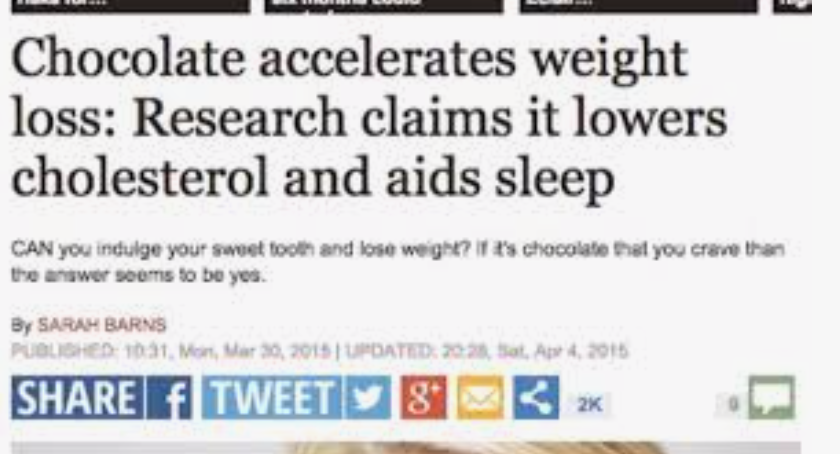 Chocolate accelerates weight
loss: Research claims it lowers
cholesterol and aids sleep
CAN you indulge your sweet tooth and lose weight? If it's chocolate that you crave than
the answer seems to be yes.
By SARAH BARNS
PUBLISHED: 10:31, Mon, Mar 30, 2015 | UPDATED: 20:28, Sat, Apr 4, 2015
SHARE f TWEET g+ 2K